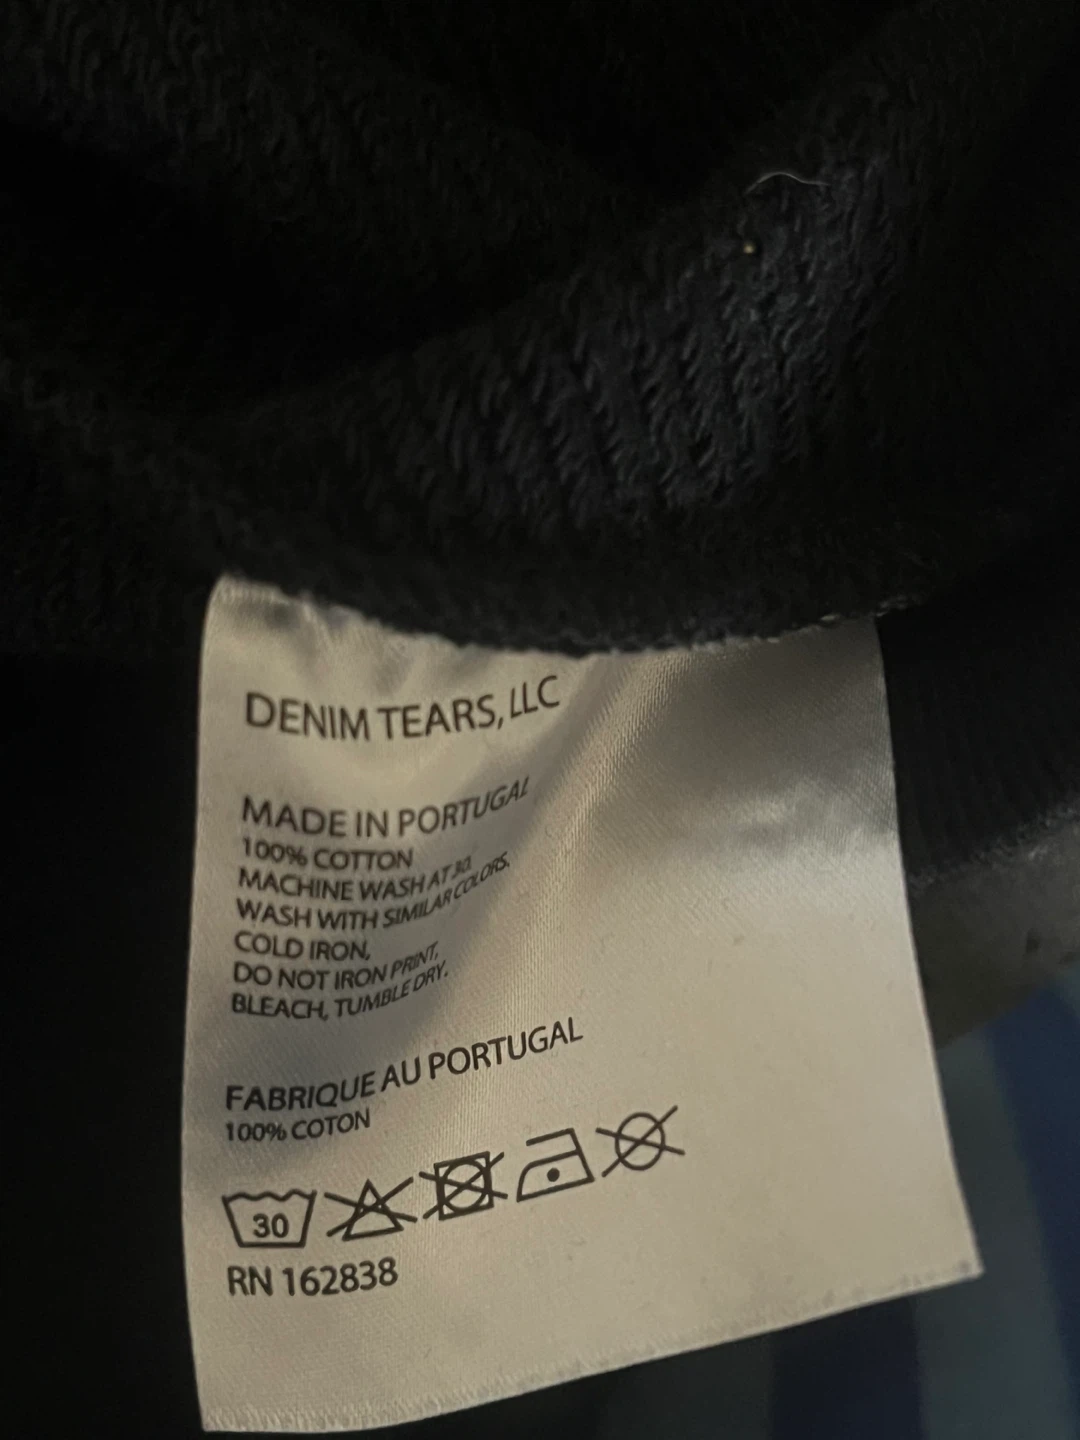 DENIM TEARS, LLC
MADE IN PORTUGAL
100% COTTON
MACHINE WASH AT 30.
WASH WITH SIMILAR COLORS.
COLD IRON,
DO NOT IRON PRINT,
BLEACH, TUMBLE DRY.
FABRIQUE AU PORTUGAL
100% COTON
30
RN 162838